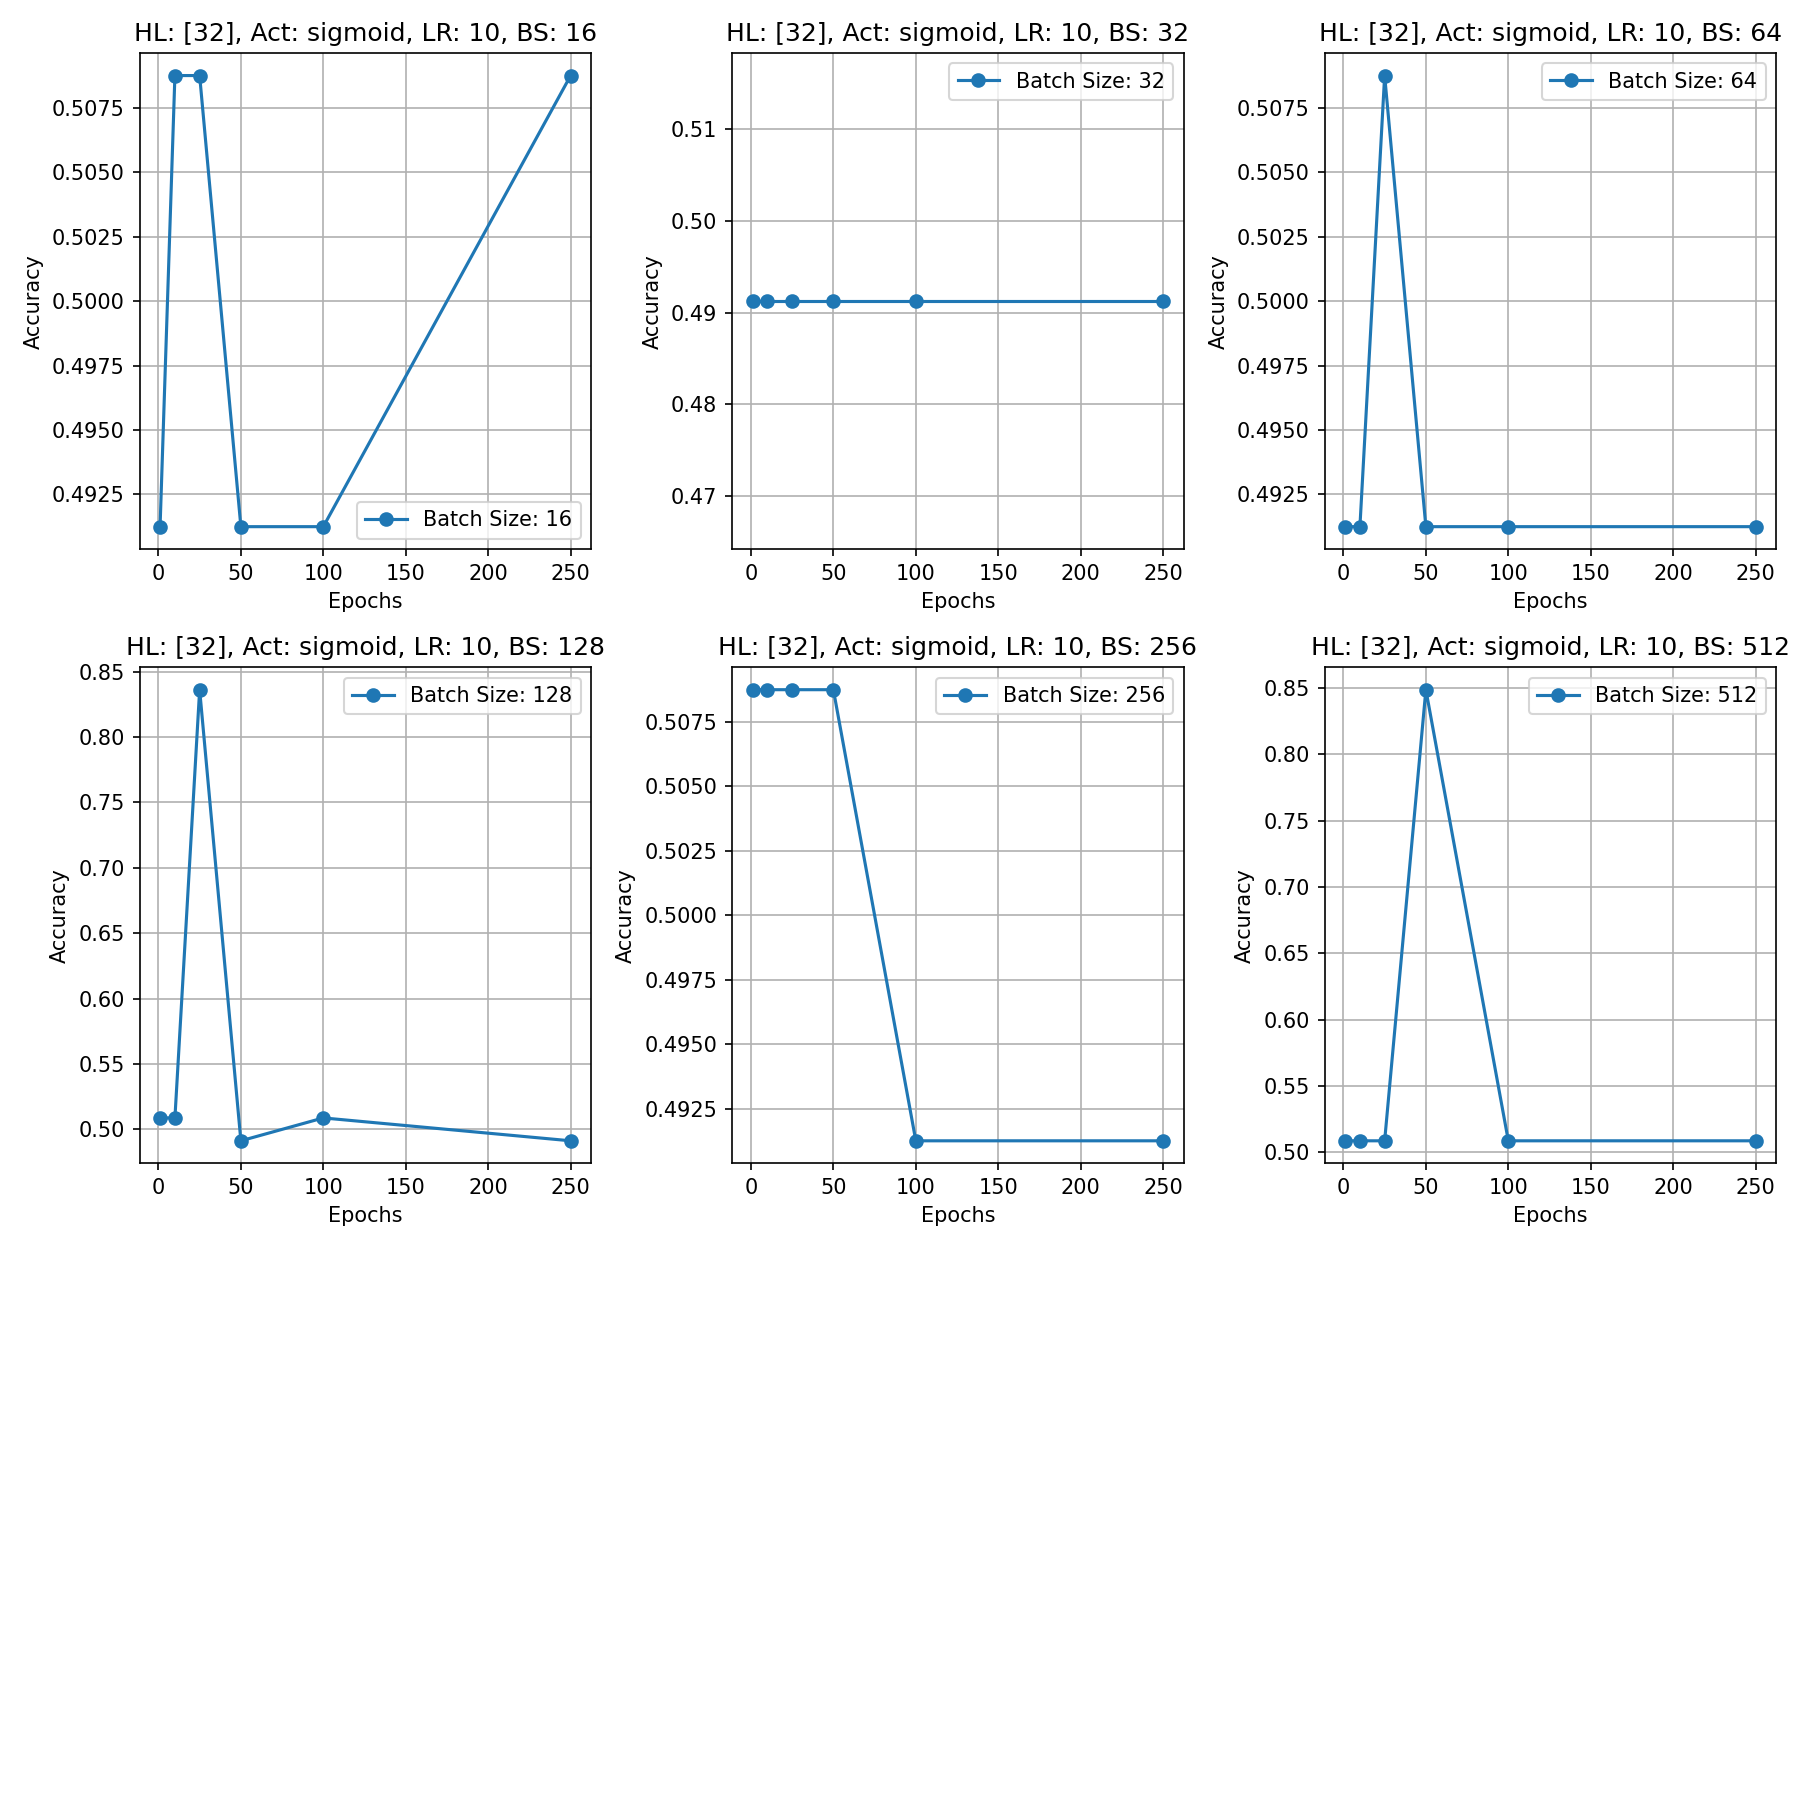 HL: [32], Act: sigmoid, LR: 10, BS: 16
0.5075
0.5050
0.5025
0.5000
0.4975
0.4950
0.4925
Accuracy
Batch Size: 16
0 50 100 150 200 250
Epochs
HL: [32], Act: sigmoid, LR: 10, BS: 32
Batch Size: 32
0.51
0.50
0.49
0.48
0.47
Accuracy
0 50 100 150 200 250
Epochs
HL: [32], Act: sigmoid, LR: 10, BS: 64
Batch Size: 64
0.5075
0.5050
0.5025
0.5000
0.4975
0.4950
0.4925
Accuracy
0 50 100 150 200 250
Epochs
HL: [32], Act: sigmoid, LR: 10, BS: 128
Batch Size: 128
0.85
0.80
0.75
0.70
0.65
0.60
0.55
0.50
Accuracy
0 50 100 150 200 250
Epochs
HL: [32], Act: sigmoid, LR: 10, BS: 256
Batch Size: 256
0.5075
0.5050
0.5025
0.5000
0.4975
0.4950
0.4925
Accuracy
0 50 100 150 200 250
Epochs
HL: [32], Act: sigmoid, LR: 10, BS: 512
Batch Size: 512
0.85
0.80
0.75
0.70
0.65
0.60
0.55
0.50
Accuracy
0 50 100 150 200 250
Epochs